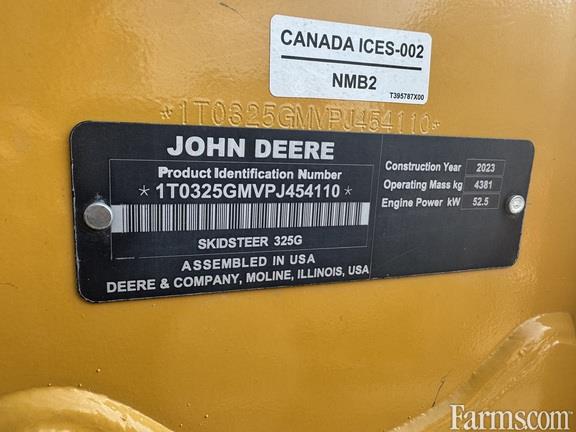 CANADA ICES-002
NMB2
T395787X00
*1T0325GMVPJ454110*
JOHN DEERE
Product Identification Number
*1T0325GMVPJ454110*
SKIDSTEER 325G
ASSEMBLED IN USA
DEERE & COMPANY, MOLINE, ILLINOIS, USA
Construction Year 2023
Operating Mass kg 4381
Engine Power kW 52.5
Farms.com